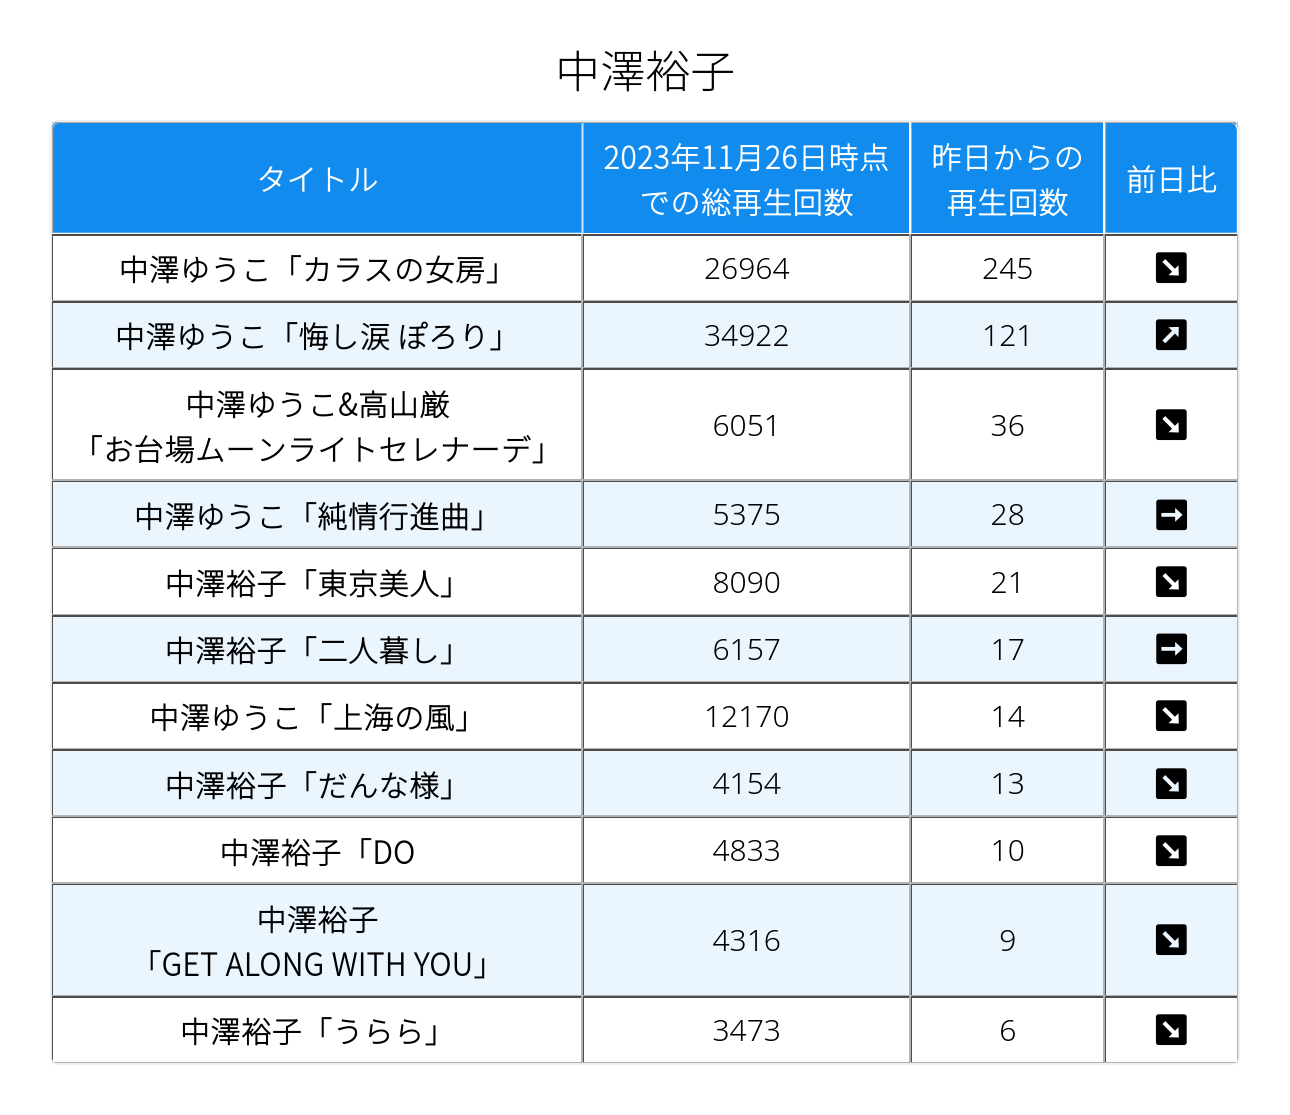 中澤裕子
タイトル
2023年11月26日時点
での総再生回数
昨日からの
再生回数
前日比
中澤ゆうこ「カラスの女房」
26964
245
中澤ゆうこ「悔し涙 ぽろり」
34922
121
中澤ゆうこ&高山厳
「お台場ムーンライトセレナーデ」
6051
36
中澤ゆうこ「純情行進曲」
5375
28
中澤裕子「東京美人」
8090
21
中澤裕子「二人暮し」
6157
17
中澤ゆうこ「上海の風」
12170
14
中澤裕子「だんな様」
4154
13
中澤裕子「DO
4833
10
中澤裕子
「GET ALONG WITH YOU」
4316
9
中澤裕子「うらら」
3473
6